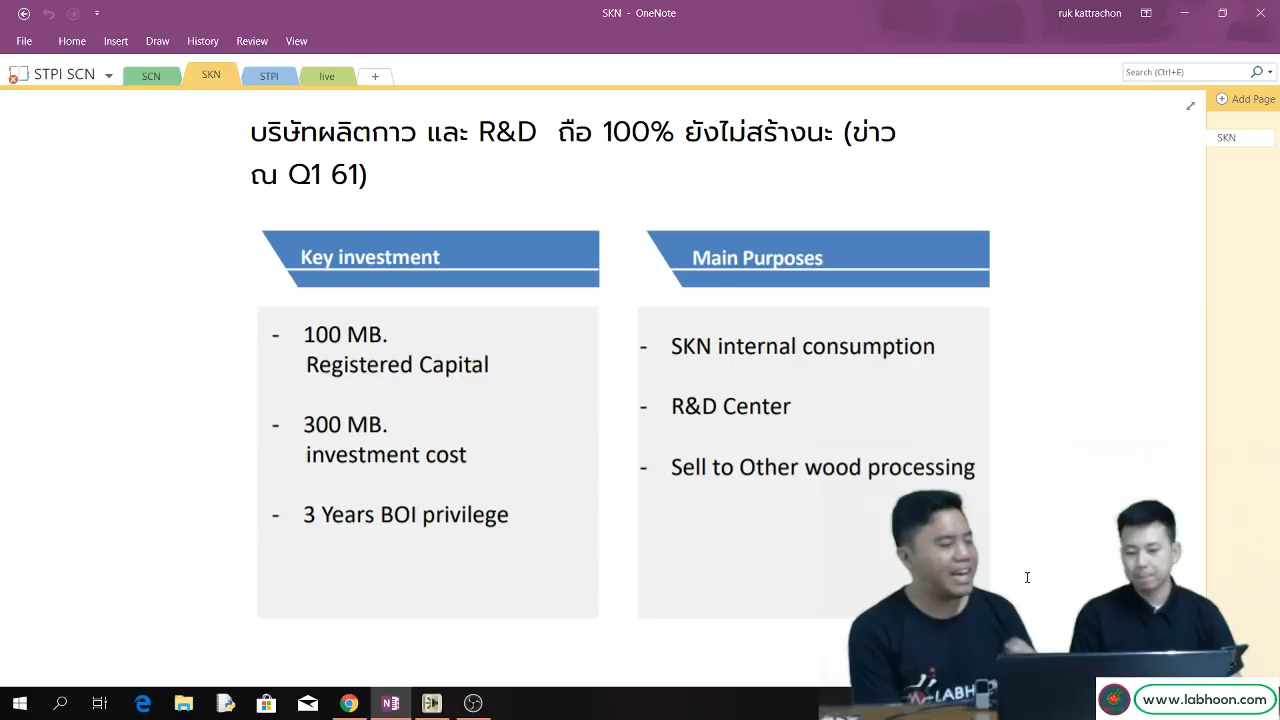 SKN - OneNote
ruk kattrachon
File Home Insert Draw History Review View
STPI SCN
SCN SKN STPI live +
Search (Ctrl+E)
Add Page
SKN
บริษัทผลิตกาว และ R&D ถือ 100% ยังไม่สร้างนะ (ข่าว
ณ Q1 61)
Key investment
- 100 MB.
Registered Capital
- 300 MB.
investment cost
- 3 Years BOI privilege
Main Purposes
- SKN internal consumption
- R&D Center
- Sell to Other wood processing
LABH
www.labhoon.com